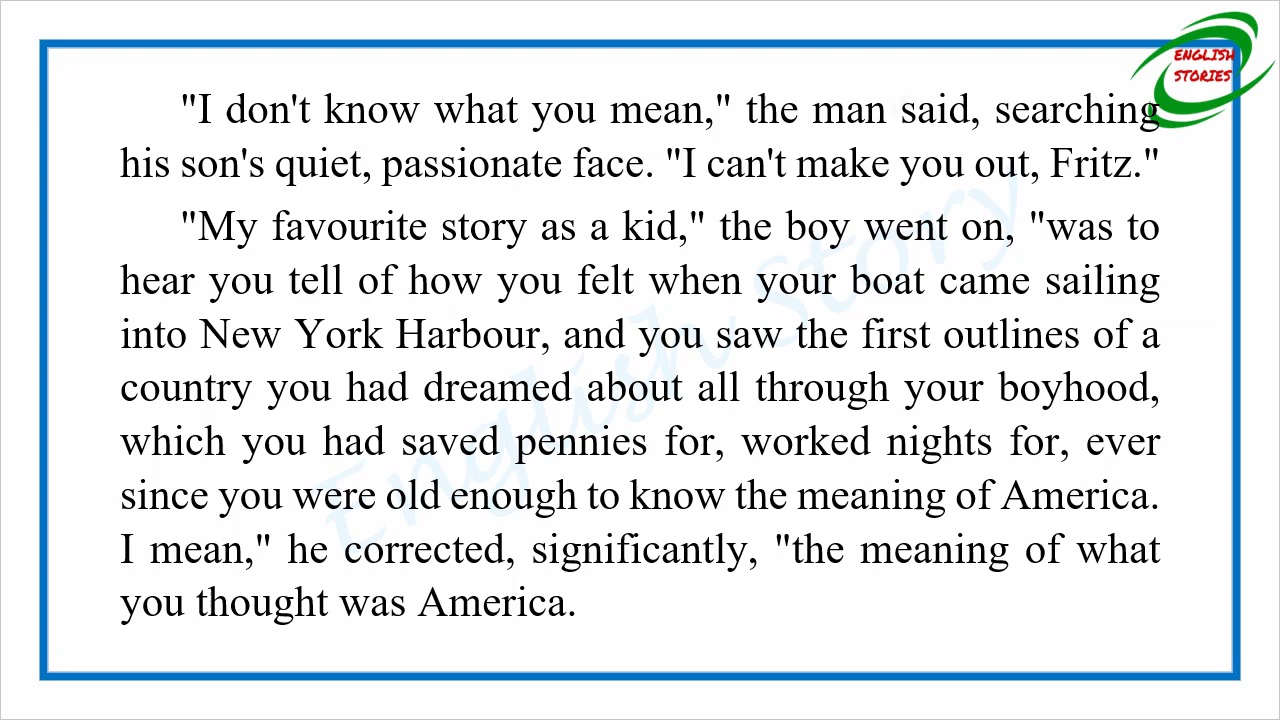 ENGLISH
STORIES
"I don't know what you mean," the man said, searching
his son's quiet, passionate face. "I can't make you out, Fritz."
"My favourite story as a kid," the boy went on, "was to
hear you tell of how you felt when your boat came sailing
into New York Harbour, and you saw the first outlines of a
country you had dreamed about all through your boyhood,
which you had saved pennies for, worked nights for, ever
since you were old enough to know the meaning of America.
I mean," he corrected, significantly, "the meaning of what
you thought was America.
English Story